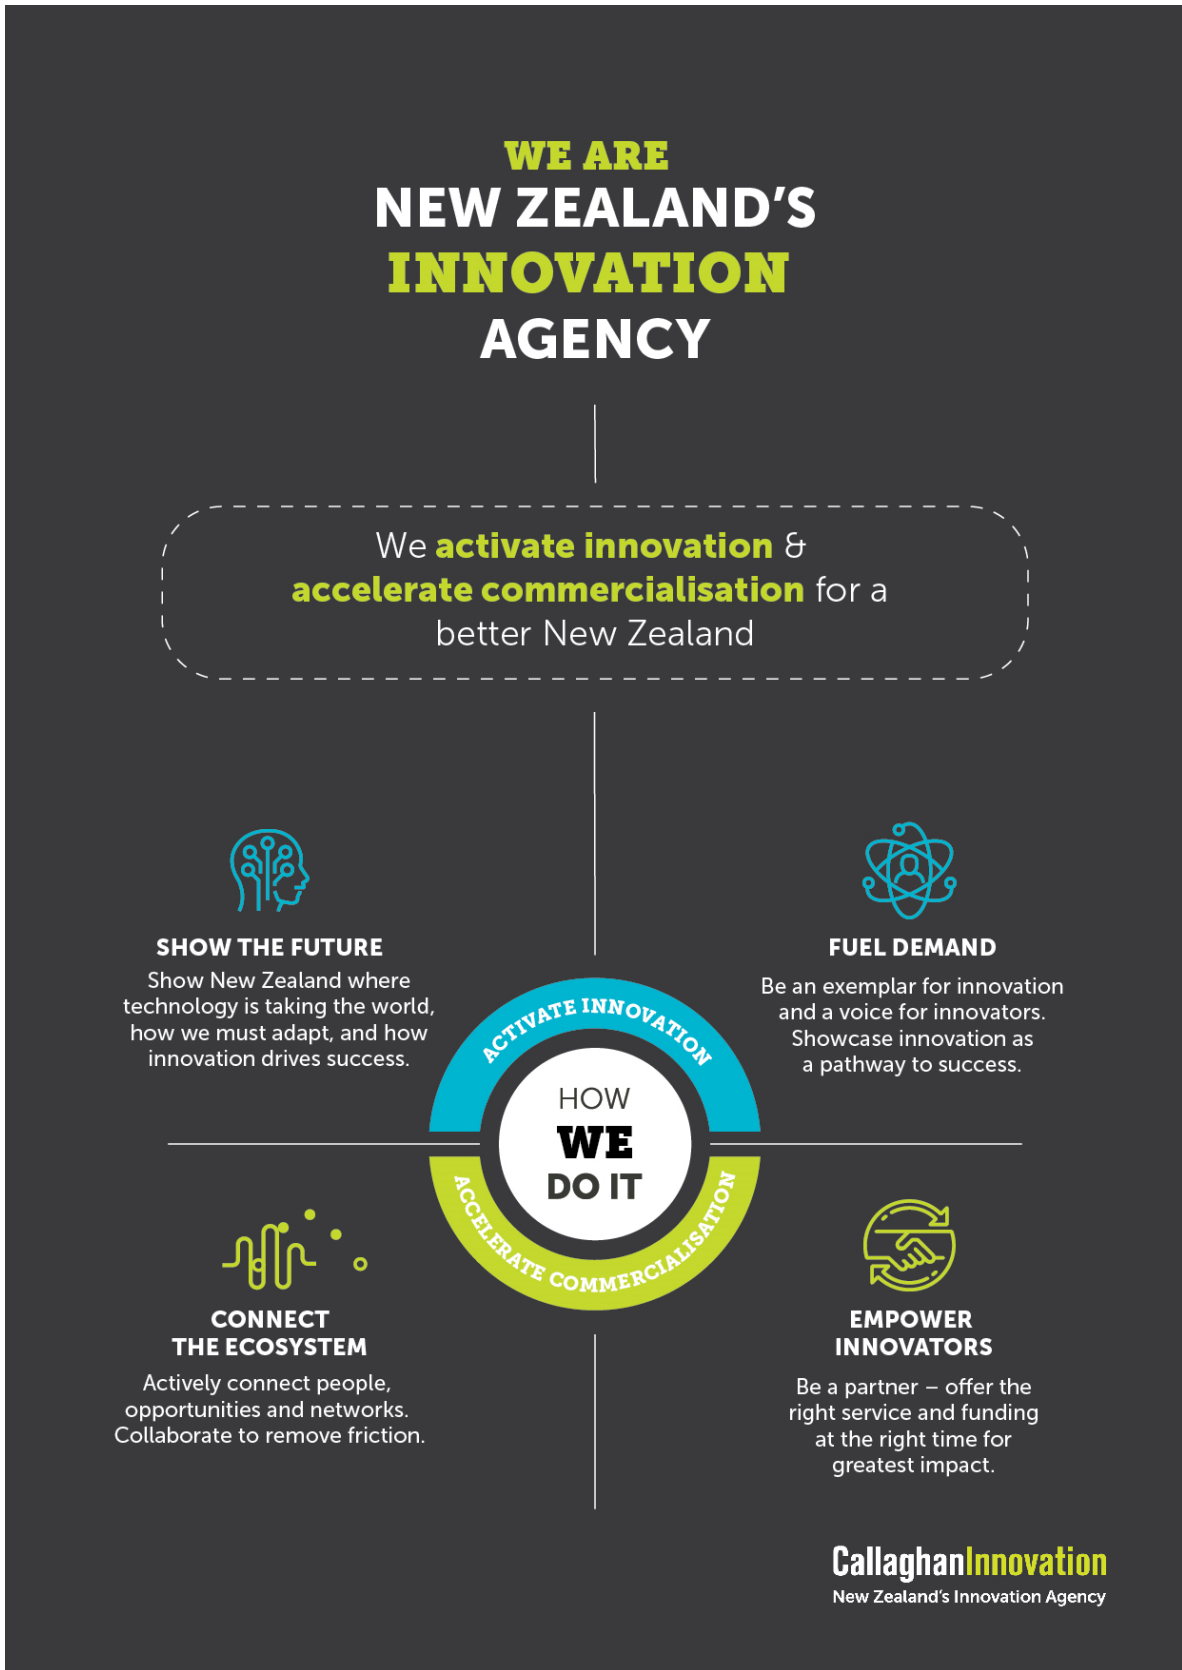 WE ARE
NEW ZEALAND'S
INNOVATION
AGENCY
We activate innovation &
accelerate commercialisation for a
better New Zealand
SHOW THE FUTURE
Show New Zealand where
technology is taking the world,
how we must adapt, and how
innovation drives success.
FUEL DEMAND
Be an exemplar for innovation
and a voice for innovators.
Showcase innovation as
a pathway to success.
ACTIVATE INNOVATION
HOW
WE
DO IT
ACCELERATE COMMERCIALISATION
CONNECT
THE ECOSYSTEM
Actively connect people,
opportunities and networks.
Collaborate to remove friction.
EMPOWER
INNOVATORS
Be a partner – offer the
right service and funding
at the right time for
greatest impact.
CallaghanInnovation
New Zealand's Innovation Agency